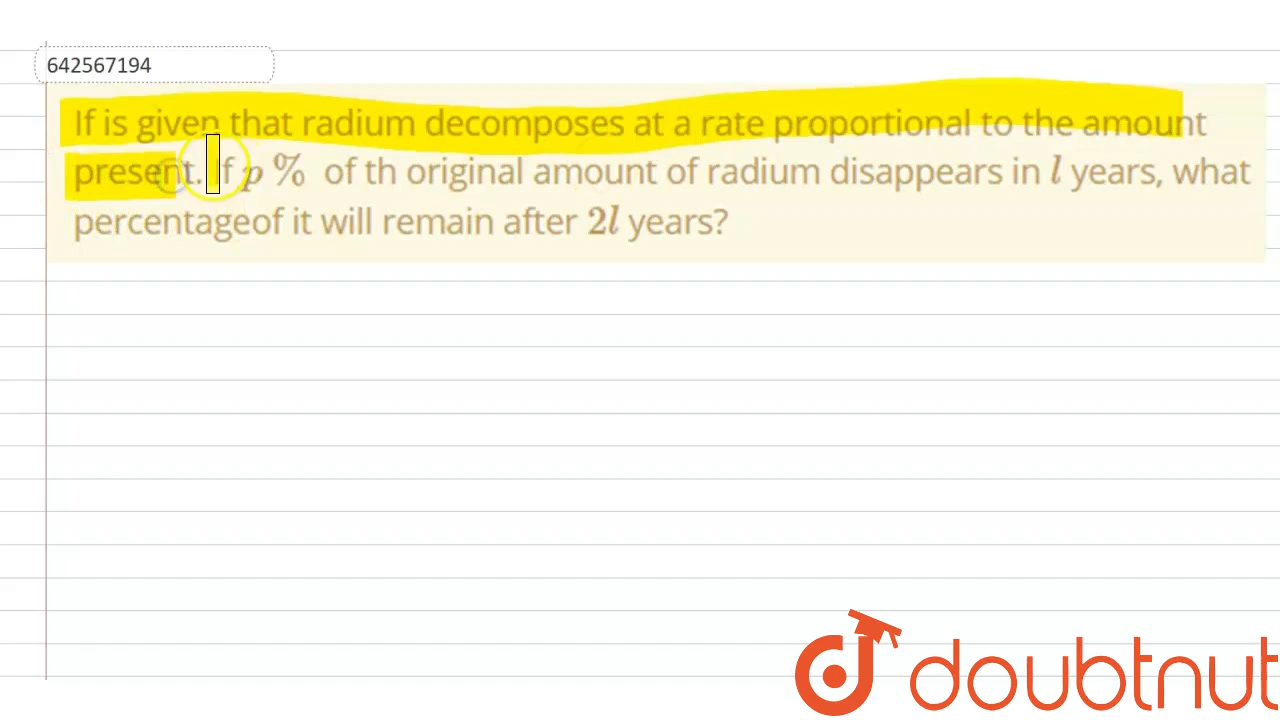 642567194
If is given that radium decomposes at a rate proportional to the amount
present. If p % of th original amount of radium disappears in l years, what
percentageof it will remain after 2l years?
doubtnut